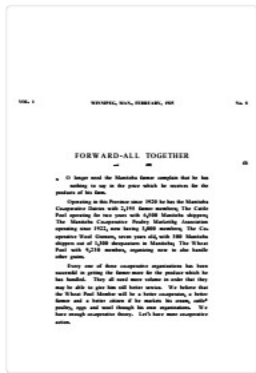 VOL. 1 WINNIPEG, MAN., FEBRUARY, 1925 No. 6
FORWARD-ALL TOGETHER
O longer need the Manitoba farmer complain that he has
nothing to say in the price which he receives for the
products of his farm.
Operating in this Province since 1920 he has the Manitoba
Co-operative Dairies with 2,195 farmer members; The Cattle
Pool operating for two years with 6,500 Manitoba shippers;
The Manitoba Co-operative Poultry Marketing Association
operating since 1922, now having 5,000 members; The Co-
operative Wool Growers, seven years old, with 500 Manitoba
shippers out of 1,300 sheepraisers in Manitoba; The Wheat
Pool with 9,210 members, organizing now to also handle
other grains.
Every one of these co-operative organizations has been
successful in getting the farmer more for the product which he
has handled. They all need more volume in order that they
may be able to give him still better service. We believe that
the Wheat Pool Member will be a better co-operator, a better
farmer and a better citizen if he markets his cream, cattle
poultry, eggs and wool through his own organizations. We
have enough co-operative theory. Let's have more co-operative
action.